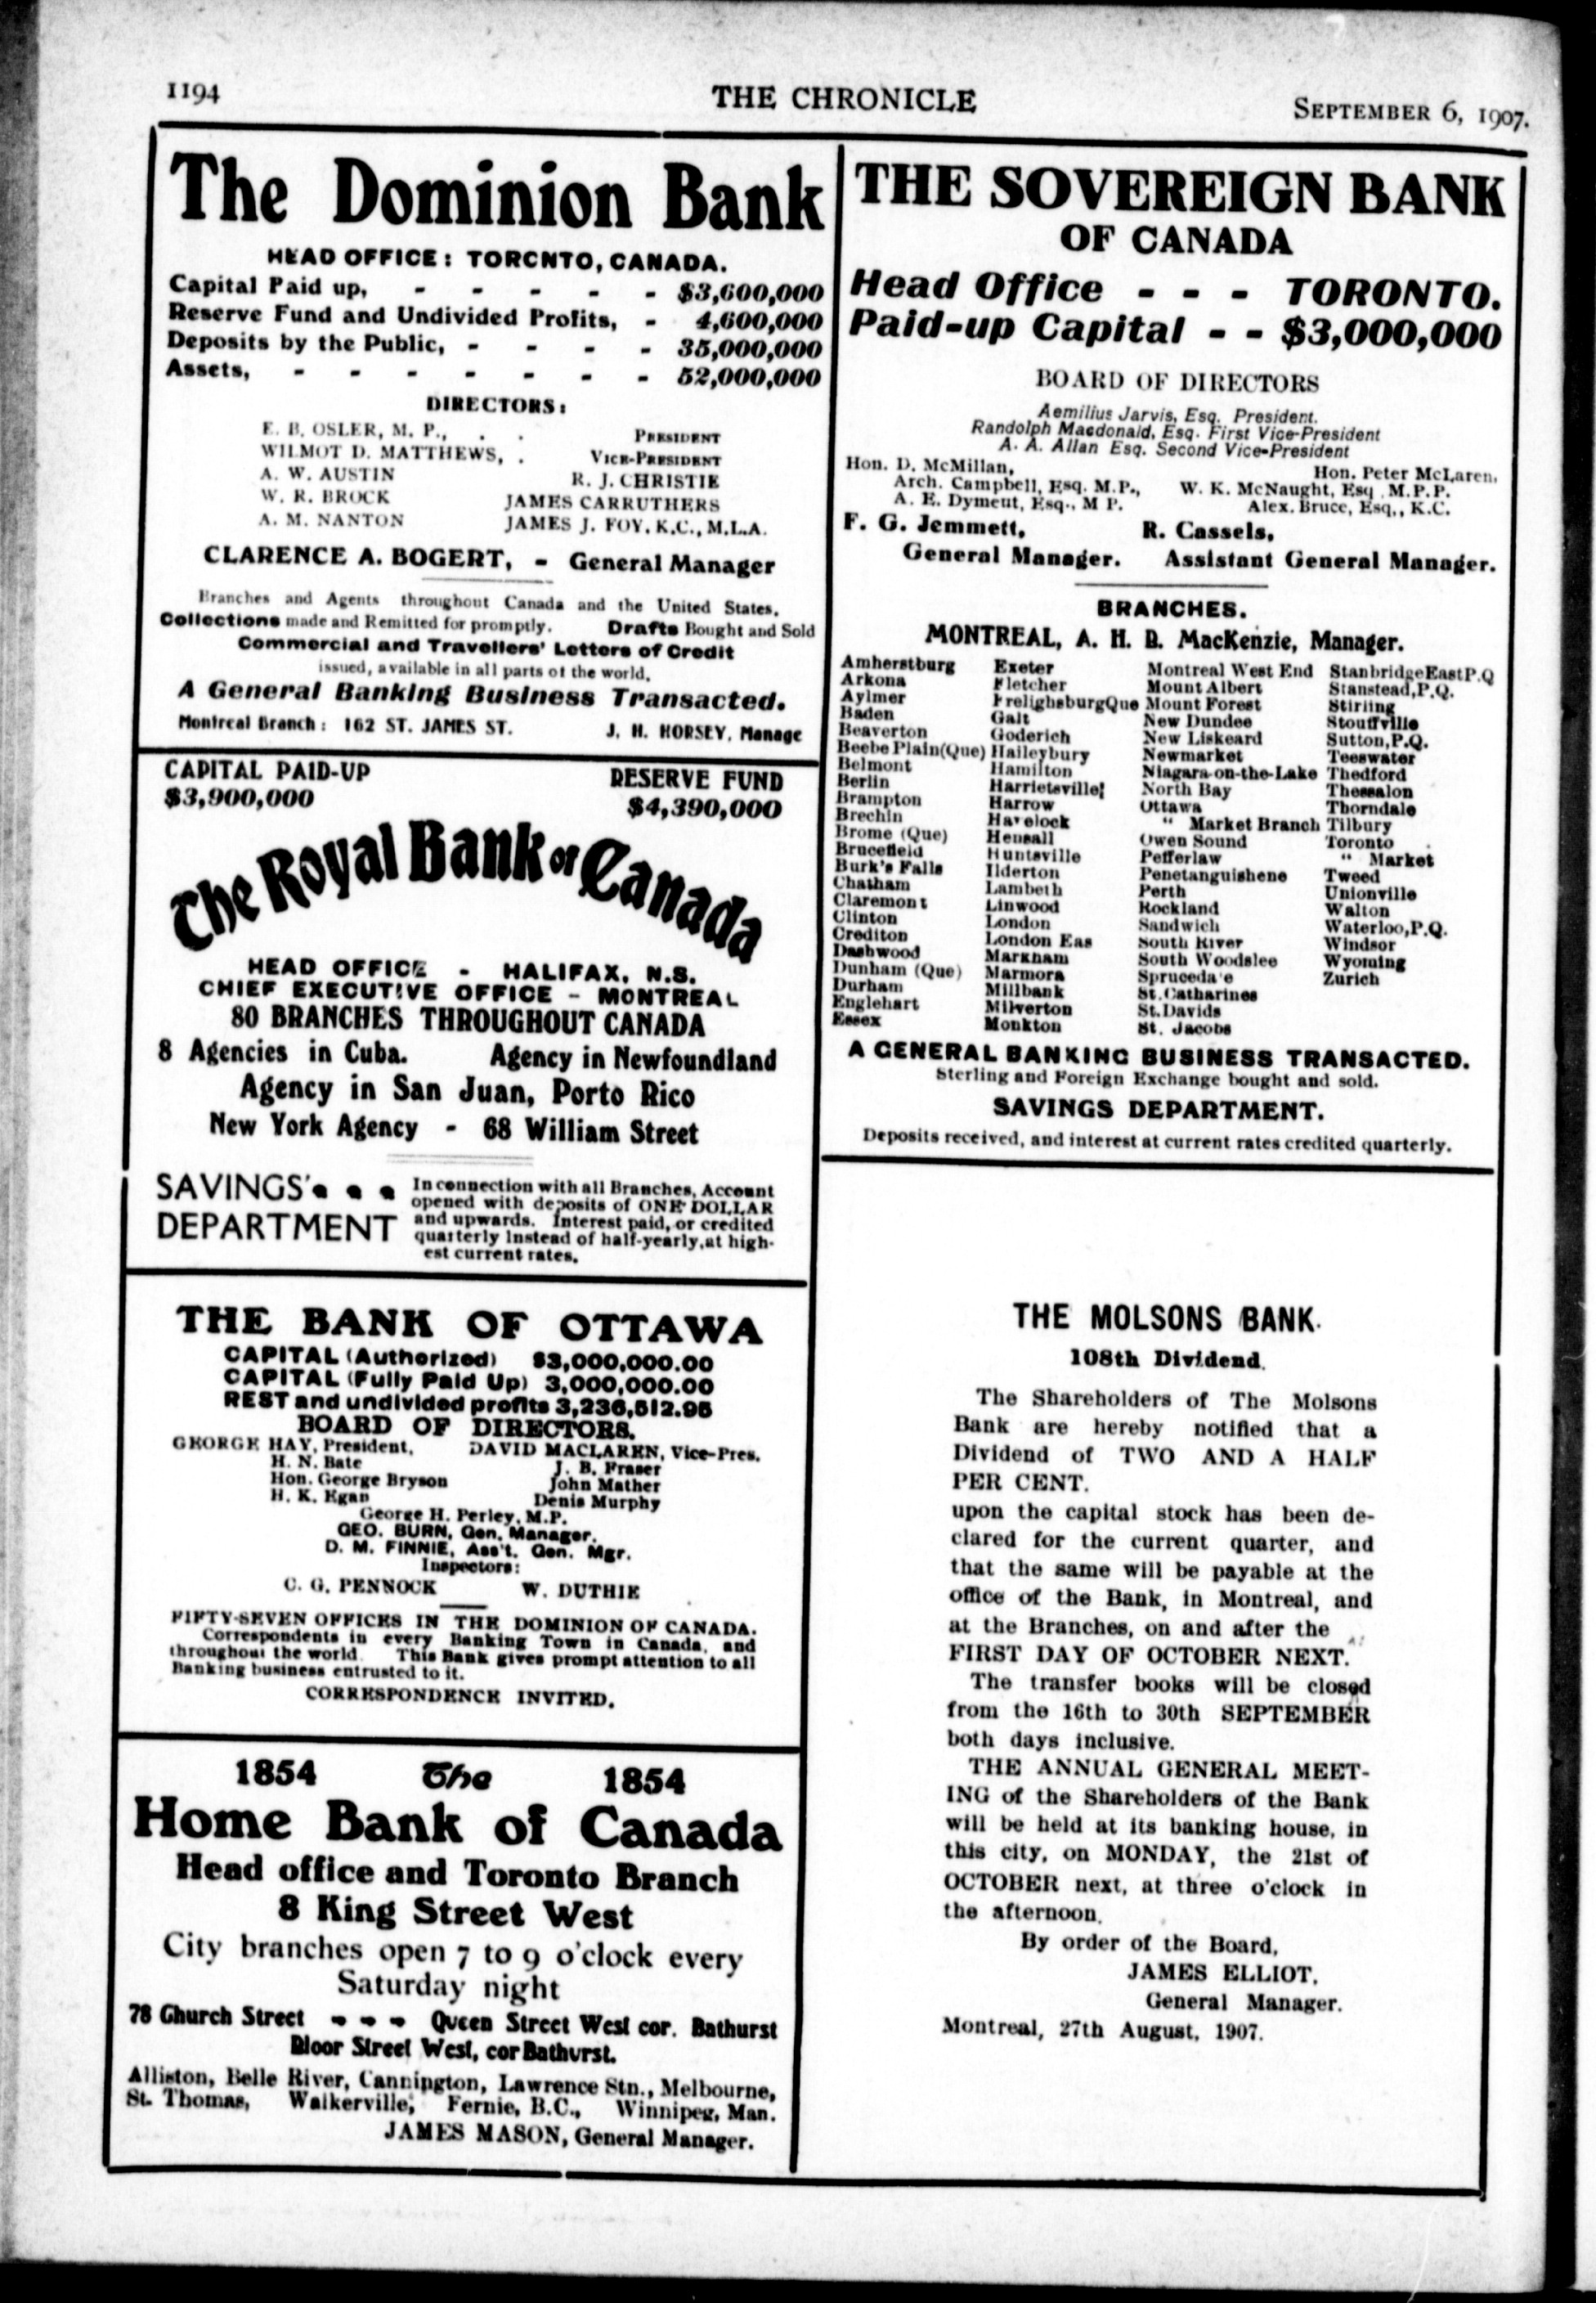 1194
THE CHRONICLE
SEPTEMBER 6, 1907.
The Dominion Bank
HEAD OFFICE: TORONTO, CANADA.
Capital Paid up, - - - - - $3,600,000
Reserve Fund and Undivided Profits, - 4,600,000
Deposits by the Public, - - - - 35,000,000
Assets, - - - - - - - 52,000,000
DIRECTORS:
E. B. OSLER, M. P., . . PRESIDENT
WILMOT D. MATTHEWS, . VICE-PRESIDENT
A. W. AUSTIN R. J. CHRISTIE
W. R. BROCK JAMES CARRUTHERS
A. M. NANTON JAMES J. FOY, K.C., M.L.A.
CLARENCE A. BOGERT, - General Manager
Branches and Agents throughout Canada and the United States.
Collections made and Remitted for promptly. Drafts Bought and Sold
Commercial and Travellers' Letters of Credit
issued, available in all parts of the world.
A General Banking Business Transacted.
Montreal Branch: 162 ST. JAMES ST. J. H. HORSEY, Manage
CAPITAL PAID-UP RESERVE FUND
$3,900,000 $4,390,000
The Royal Bank of Canada
HEAD OFFICE - HALIFAX, N.S.
CHIEF EXECUTIVE OFFICE - MONTREAL
80 BRANCHES THROUGHOUT CANADA
8 Agencies in Cuba. Agency in Newfoundland
Agency in San Juan, Porto Rico
New York Agency - 68 William Street
SAVINGS DEPARTMENT
In connection with all Branches, Account
opened with deposits of ONE DOLLAR
and upwards. Interest paid, or credited
quarterly instead of half-yearly, at high-
est current rates.
THE BANK OF OTTAWA
CAPITAL (Authorized) $3,000,000.00
CAPITAL (Fully Paid Up) 3,000,000.00
REST and undivided profits 3,236,512.95
BOARD OF DIRECTORS.
GEORGE HAY, President, DAVID MACLAREN, Vice-Pres.
H. N. Bate J. B. Fraser
Hon. George Bryson John Mather
H. K. Egan Denis Murphy
George H. Perley, M.P.
GEO. BURN, Gen. Manager.
D. M. FINNIE, Ass't. Gen. Mgr.
Inspectors:
C. G. PENNOCK W. DUTHIE
FIFTY-SEVEN OFFICES IN THE DOMINION OF CANADA.
Correspondents in every Banking Town in Canada, and
throughout the world. This Bank gives prompt attention to all
Banking business entrusted to it.
CORRESPONDENCE INVITED.
1854 The 1854
Home Bank of Canada
Head office and Toronto Branch
8 King Street West
City branches open 7 to 9 o'clock every
Saturday night
78 Church Street - - - Queen Street West cor. Bathurst
Bloor Street West, cor Bathurst.
Alliston, Belle River, Cannington, Lawrence Stn., Melbourne,
St. Thomas, Walkerville, Fernie, B.C., Winnipeg, Man.
JAMES MASON, General Manager.
THE SOVEREIGN BANK
OF CANADA
Head Office - - - TORONTO.
Paid-up Capital - - $3,000,000
BOARD OF DIRECTORS
Aemilius Jarvis, Esq. President.
Randolph Macdonald, Esq. First Vice-President
A. A. Allan Esq. Second Vice-President
Hon. D. McMillan, Hon. Peter McLaren,
Arch. Campbell, Esq. M.P., W. K. McNaught, Esq., M.P.P.
A. E. Dyment, Esq., M P. Alex. Bruce, Esq., K.C.
F. G. Jemmett, R. Cassels,
General Manager. Assistant General Manager.
BRANCHES.
MONTREAL, A. H. B. MacKenzie, Manager.
Amherstburg Exeter Montreal West End Stanbridge East P.Q
Arkona Fletcher Mount Albert Stanstead, P.Q.
Aylmer Frelighsburg Que Mount Forest Stirling
Baden Galt New Dundee Stouffville
Beaverton Goderich New Liskeard Sutton, P.Q.
Beebe Plain (Que) Haileybury Newmarket Teeswater
Belmont Hamilton Niagara-on-the-Lake Thedford
Berlin Harrietsville North Bay Thessalon
Brampton Harrow Ottawa Thorndale
Brechin Havelock " Market Branch Tilbury
Brome (Que) Hensall Owen Sound Toronto
Brucefield Huntsville Pefferlaw " Market
Burk's Falls Ilderton Penetanguishene Tweed
Chatham Lambeth Perth Unionville
Claremont Linwood Rockland Walton
Clinton London Sandwich Waterloo, P.Q.
Crediton London Eas South River Windsor
Dashwood Markham South Woodslee Wyoming
Dunham (Que) Marmora Spruceda e Zurich
Durham Millbank St. Catharines
Englehart Milverton St. Davids
Essex Monkton St. Jacobs
A GENERAL BANKING BUSINESS TRANSACTED.
Sterling and Foreign Exchange bought and sold.
SAVINGS DEPARTMENT.
Deposits received, and interest at current rates credited quarterly.
THE MOLSONS BANK.
108th Dividend.
The Shareholders of The Molsons
Bank are hereby notified that a
Dividend of TWO AND A HALF
PER CENT.
upon the capital stock has been de-
clared for the current quarter, and
that the same will be payable at the
office of the Bank, in Montreal, and
at the Branches, on and after the
FIRST DAY OF OCTOBER NEXT.
The transfer books will be closed
from the 16th to 30th SEPTEMBER
both days inclusive.
THE ANNUAL GENERAL MEET-
ING of the Shareholders of the Bank
will be held at its banking house, in
this city, on MONDAY, the 21st of
OCTOBER next, at three o'clock in
the afternoon.
By order of the Board,
JAMES ELLIOT,
General Manager.
Montreal, 27th August, 1907.